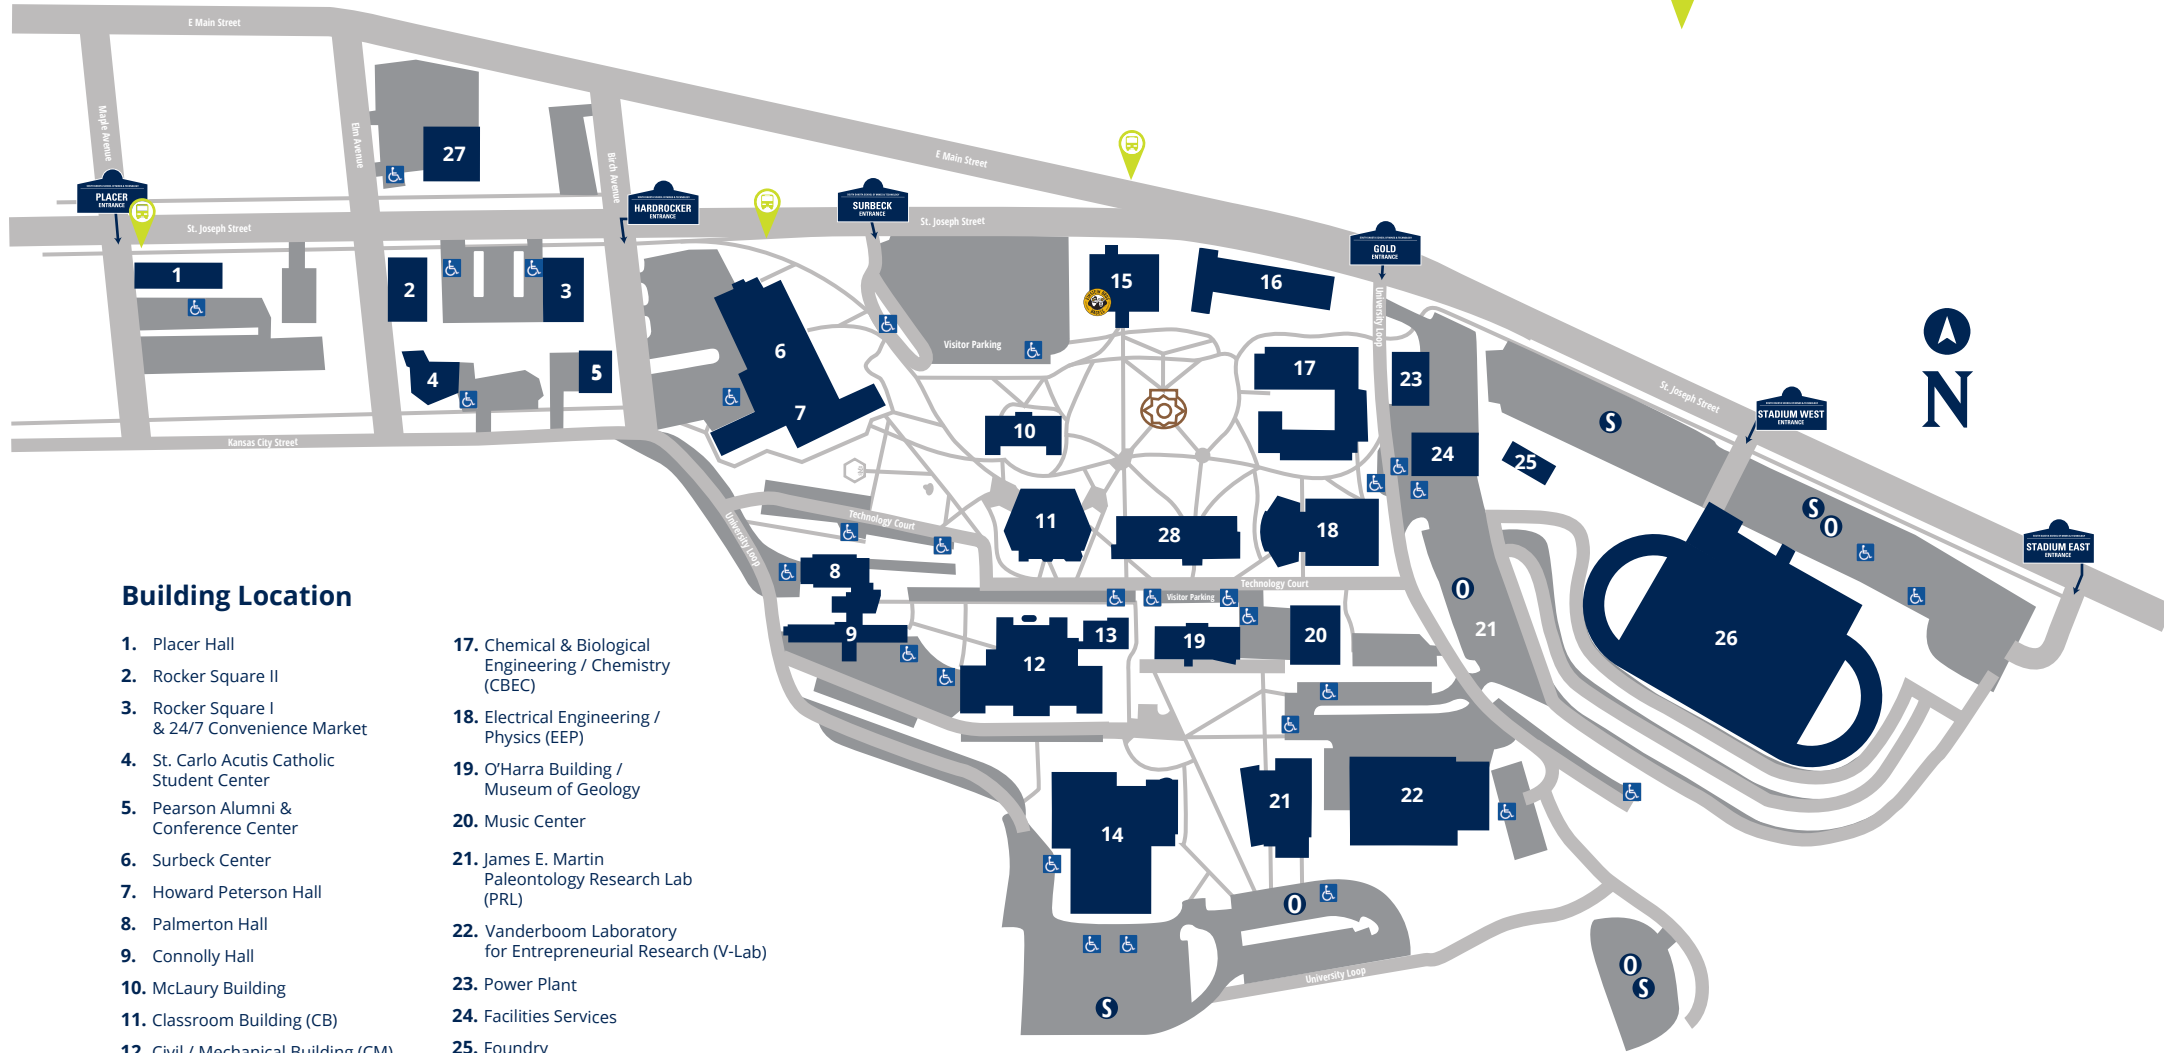 E Main Street
Maple Avenue
Elm Avenue
Birth Avenue
27
E Main Street
PLACER
ENTRANCE
HARDROCKER
ENTRANCE
SURBECK
ENTRANCE
St. Joseph Street
St. Joseph Street
GOLD
ENTRANCE
1
2
3
15
16
University Loop
Visitor Parking
6
17
23
4
5
7
10
24
25
S
St. Joseph Street
STADIUM WEST
ENTRANCE
N
Kansas City Street
University Loop
Technology Court
11
28
18
S
O
STADIUM EAST
ENTRANCE
8
Technology Court
Visitor Parking
O
9
13
12
19
20
21
26
14
21
22
O
S
University Loop
O
S
Building Location
1. Placer Hall
2. Rocker Square II
3. Rocker Square I
& 24/7 Convenience Market
4. St. Carlo Acutis Catholic
Student Center
5. Pearson Alumni &
Conference Center
6. Surbeck Center
7. Howard Peterson Hall
8. Palmerton Hall
9. Connolly Hall
10. McLaury Building
11. Classroom Building (CB)
12. Civil / Mechanical Building (CM)
17. Chemical & Biological
Engineering / Chemistry
(CBEC)
18. Electrical Engineering /
Physics (EEP)
19. O'Harra Building /
Museum of Geology
20. Music Center
21. James E. Martin
Paleontology Research Lab
(PRL)
22. Vanderboom Laboratory
for Entrepreneurial Research (V-Lab)
23. Power Plant
24. Facilities Services
25. Foundry